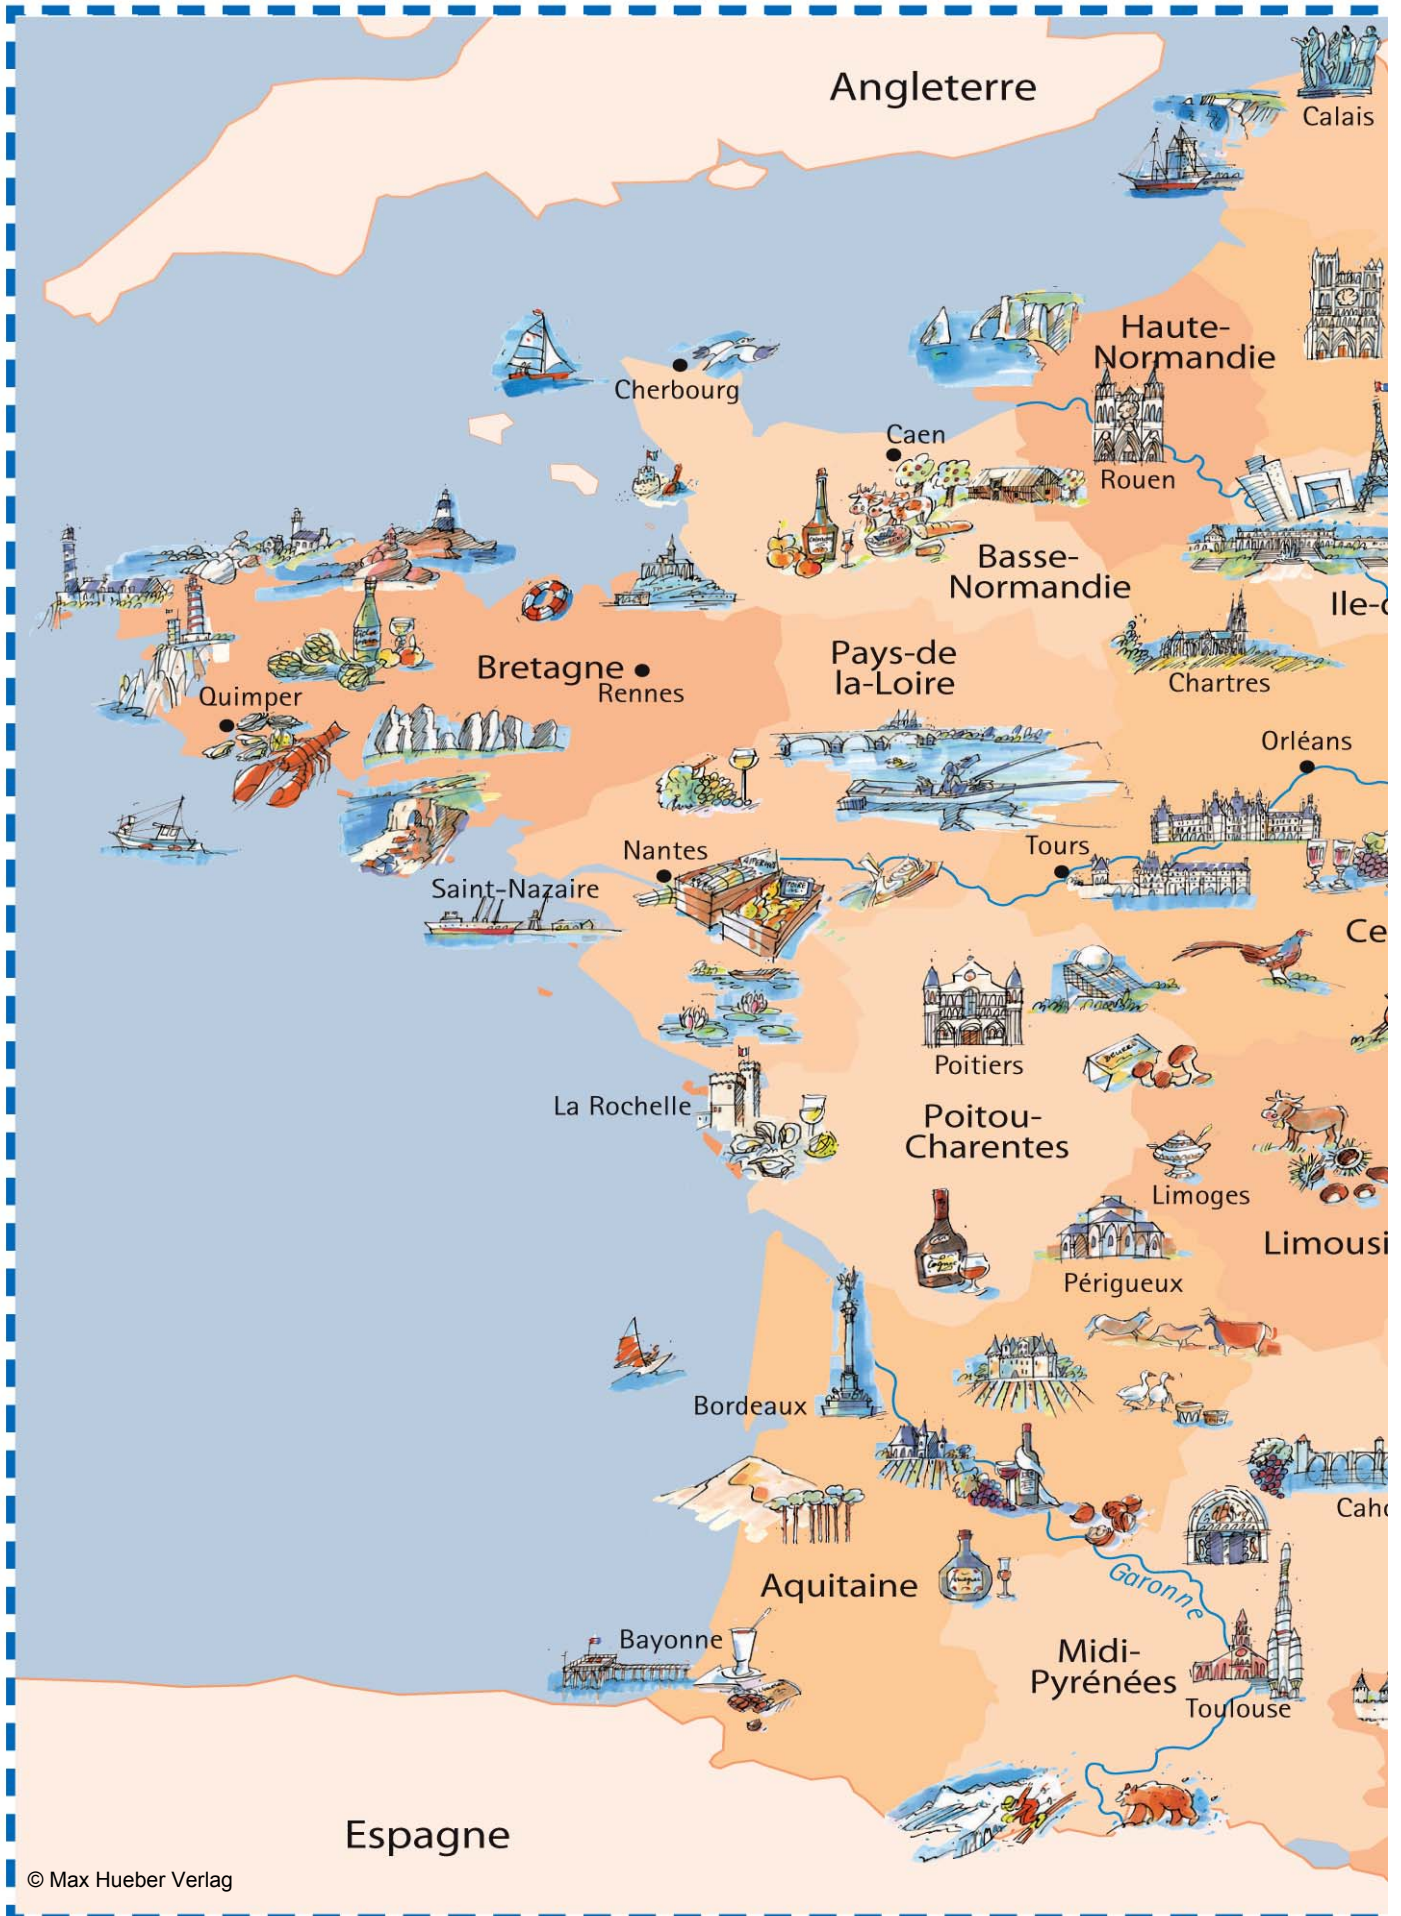 Angleterre
Calais
Haute-
Normandie
Cherbourg
Caen
Rouen
Basse-
Normandie
Ile-d
Bretagne
Rennes
Pays-de
la-Loire
Chartres
Quimper
Orléans
Nantes
Tours
Saint-Nazaire
Ce
Poitiers
La Rochelle
Poitou-
Charentes
Limoges
Limousi
Cognac
Périgueux
Bordeaux
Caho
Aquitaine
Garonne
Bayonne
Midi-
Pyrénées
Toulouse
Espagne
© Max Hueber Verlag